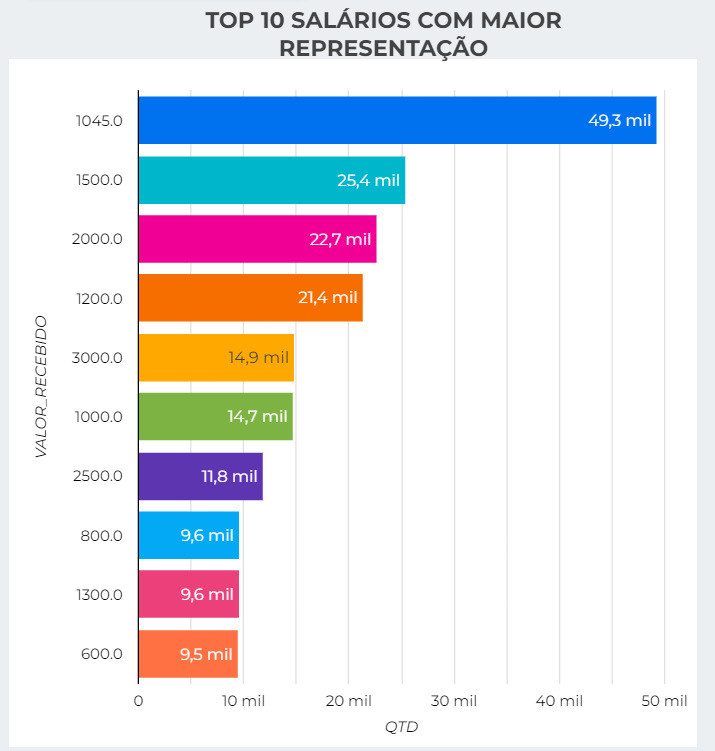 TOP 10 SALÁRIOS COM MAIOR
REPRESENTAÇÃO
VALOR_RECEBIDO
1045.0 49,3 mil
1500.0 25,4 mil
2000.0 22,7 mil
1200.0 21,4 mil
3000.0 14,9 mil
1000.0 14,7 mil
2500.0 11,8 mil
800.0 9,6 mil
1300.0 9,6 mil
600.0 9,5 mil
0 10 mil 20 mil 30 mil 40 mil 50 mil
QTD